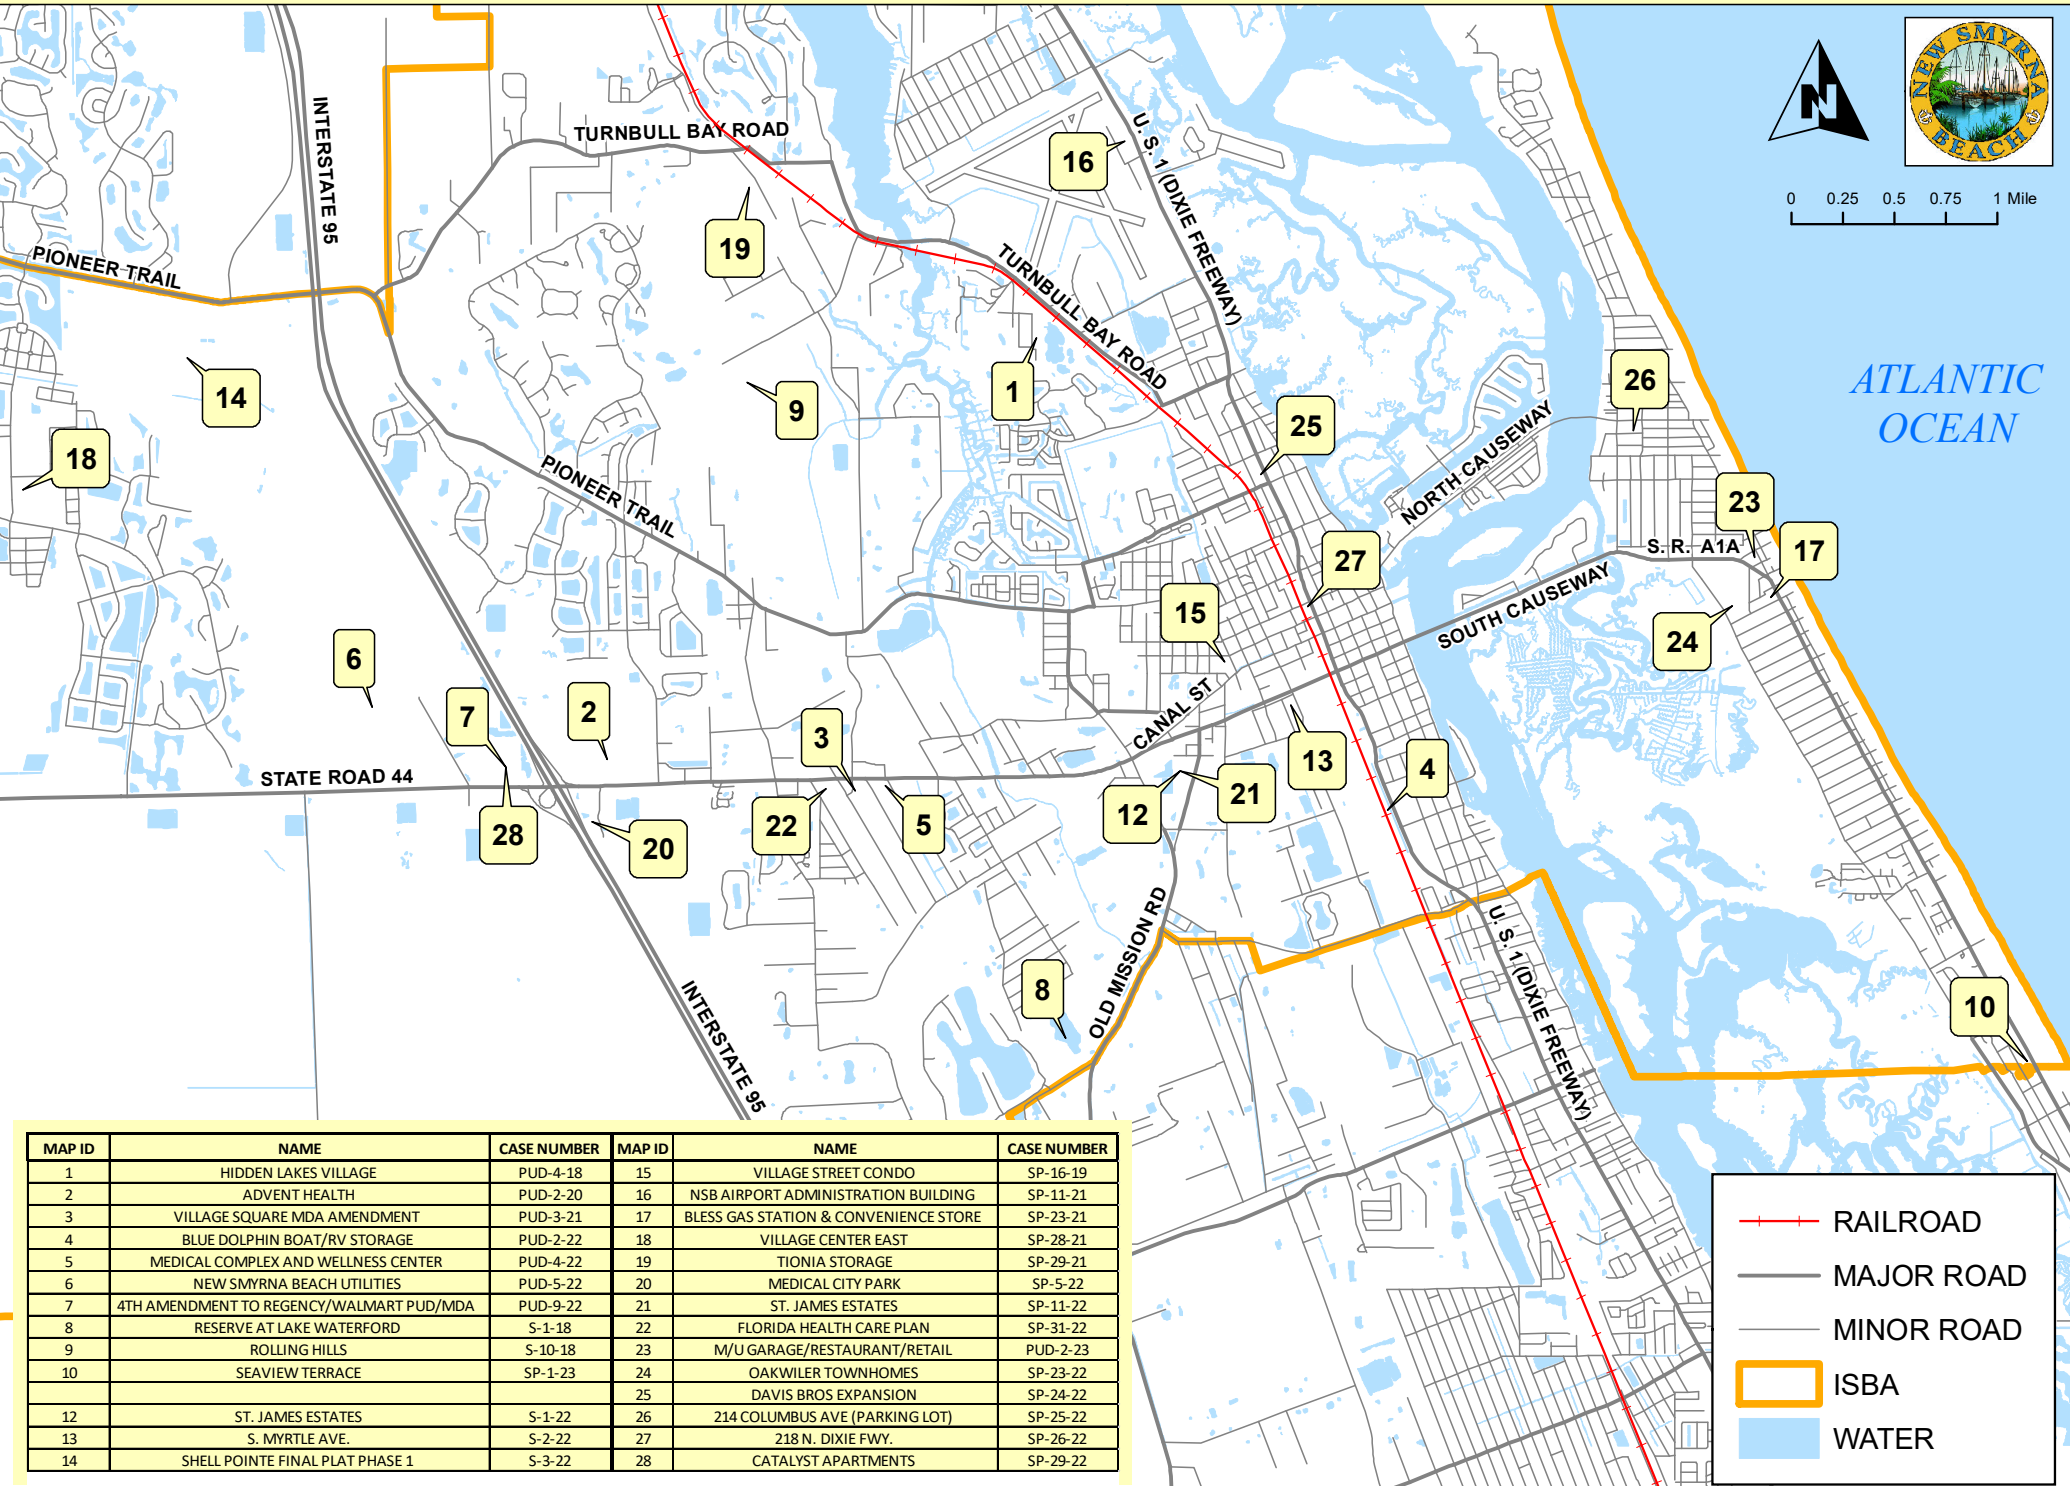 NEW SMYRNA
BEACH
N
0 0.25 0.5 0.75 1 Mile
INTERSTATE 95
TURNBULL BAY ROAD
U. S. 1 (DIXIE FREEWAY)
16
19
PIONEER TRAIL
TURNBULL BAY ROAD
ATLANTIC
OCEAN
14
9
1
26
25
18
NORTH CAUSEWAY
PIONEER TRAIL
23
S. R. A1A
17
27
15
SOUTH CAUSEWAY
24
6
7
2
3
CANAL ST
13
4
STATE ROAD 44
21
12
28
22
5
20
OLD MISSION RD
U. S. 1 (DIXIE FREEWAY)
8
10
INTERSTATE 95
MAP ID NAME CASE NUMBER MAP ID NAME CASE NUMBER
1 HIDDEN LAKES VILLAGE PUD-4-18 15 VILLAGE STREET CONDO SP-16-19
2 ADVENT HEALTH PUD-2-20 16 NSB AIRPORT ADMINISTRATION BUILDING SP-11-21
3 VILLAGE SQUARE MDA AMENDMENT PUD-3-21 17 BLESS GAS STATION & CONVENIENCE STORE SP-23-21
4 BLUE DOLPHIN BOAT/RV STORAGE PUD-2-22 18 VILLAGE CENTER EAST SP-28-21
5 MEDICAL COMPLEX AND WELLNESS CENTER PUD-4-22 19 TIONIA STORAGE SP-29-21
6 NEW SMYRNA BEACH UTILITIES PUD-5-22 20 MEDICAL CITY PARK SP-5-22
7 4TH AMENDMENT TO REGENCY/WALMART PUD/MDA PUD-9-22 21 ST. JAMES ESTATES SP-11-22
8 RESERVE AT LAKE WATERFORD S-1-18 22 FLORIDA HEALTH CARE PLAN SP-31-22
9 ROLLING HILLS S-10-18 23 M/U GARAGE/RESTAURANT/RETAIL PUD-2-23
10 SEAVIEW TERRACE SP-1-23 24 OAKWILER TOWNHOMES SP-23-22
25 DAVIS BROS EXPANSION SP-24-22
12 ST. JAMES ESTATES S-1-22 26 214 COLUMBUS AVE (PARKING LOT) SP-25-22
13 S. MYRTLE AVE. S-2-22 27 218 N. DIXIE FWY. SP-26-22
14 SHELL POINTE FINAL PLAT PHASE 1 S-3-22 28 CATALYST APARTMENTS SP-29-22
RAILROAD
MAJOR ROAD
MINOR ROAD
ISBA
WATER